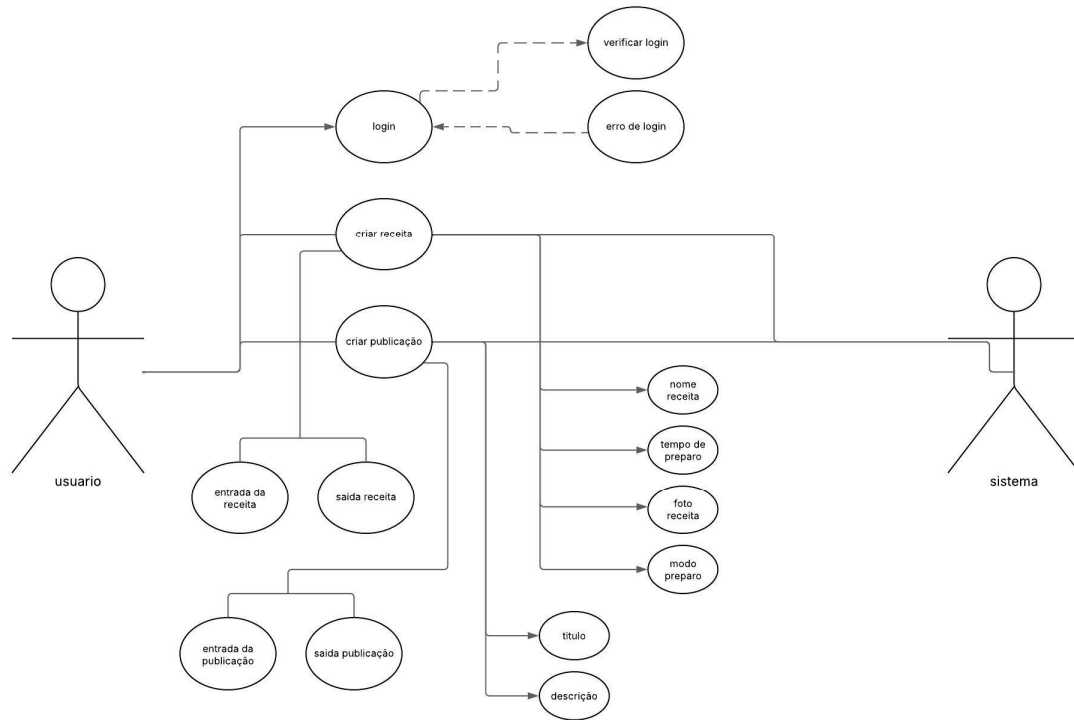 verificar login
login
erro de login
criar receita
criar publicação
nome
receita
tempo de
preparo
usuario
sistema
entrada da
receita
saida receita
foto
receita
modo
preparo
entrada da
publicação
saida publicação
titulo
descrição